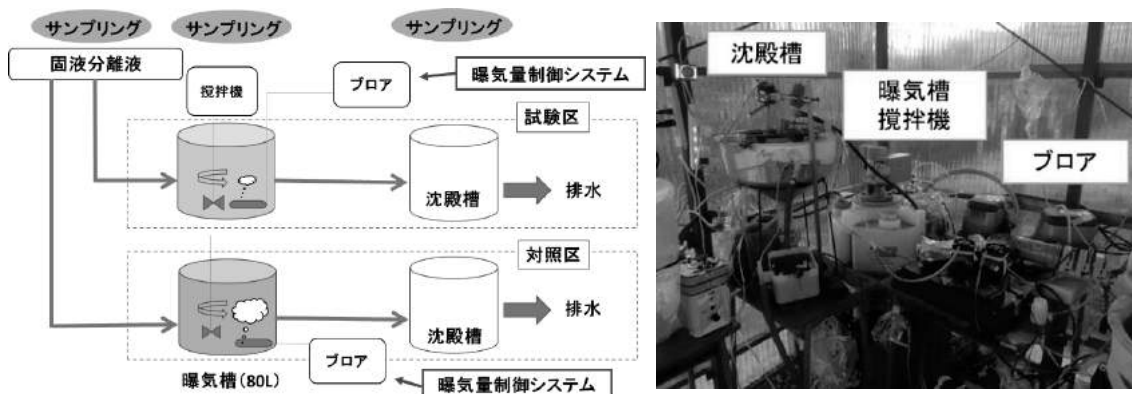 サンプリング
サンプリング
サンプリング
固液分離液
撹拌機
ブロア
曝気量制御システム
試験区
沈殿槽
排水
対照区
沈殿槽
排水
ブロア
曝気槽(80L)
曝気量制御システム
沈殿槽
曝気槽
撹拌機
ブロア